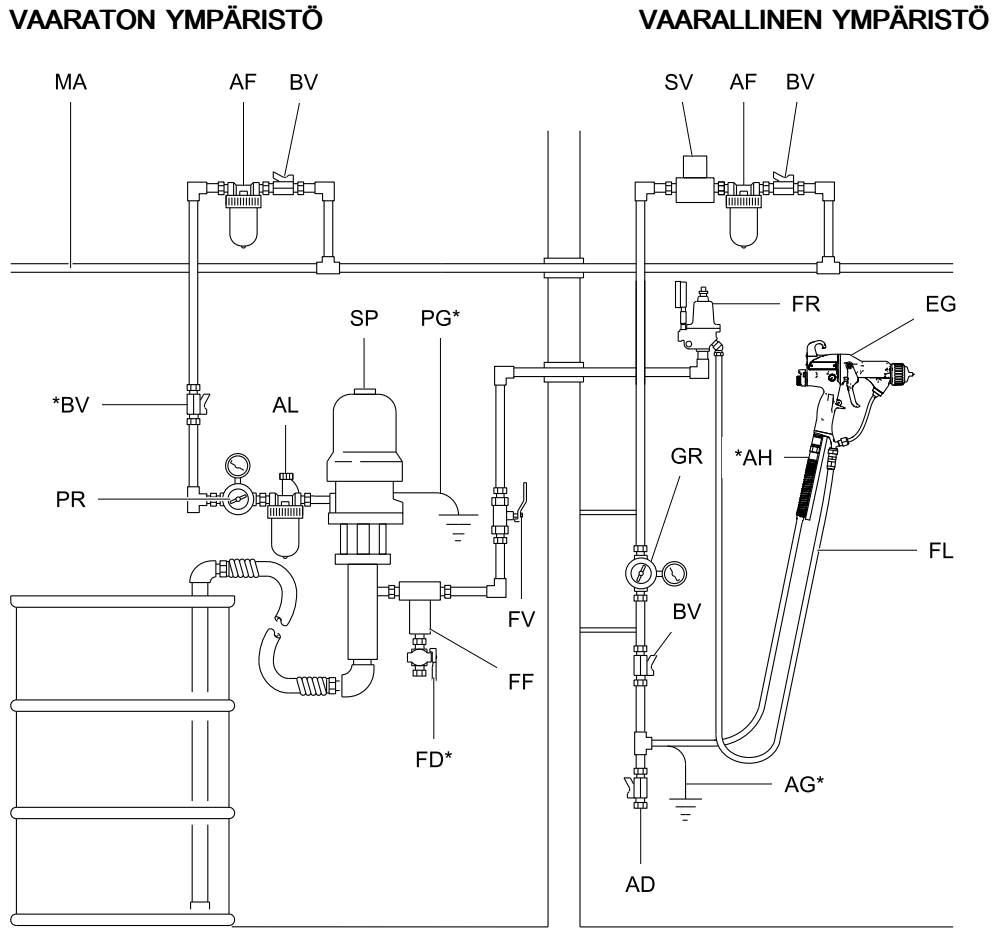 VAARATON YMPÄRISTÖ
VAARALLINEN YMPÄRISTÖ
MA
AF
BV
SV
AF
BV
SP
PG*
FR
EG
*BV
AL
GR
*AH
PR
FL
FV
BV
FF
FD*
AG*
AD